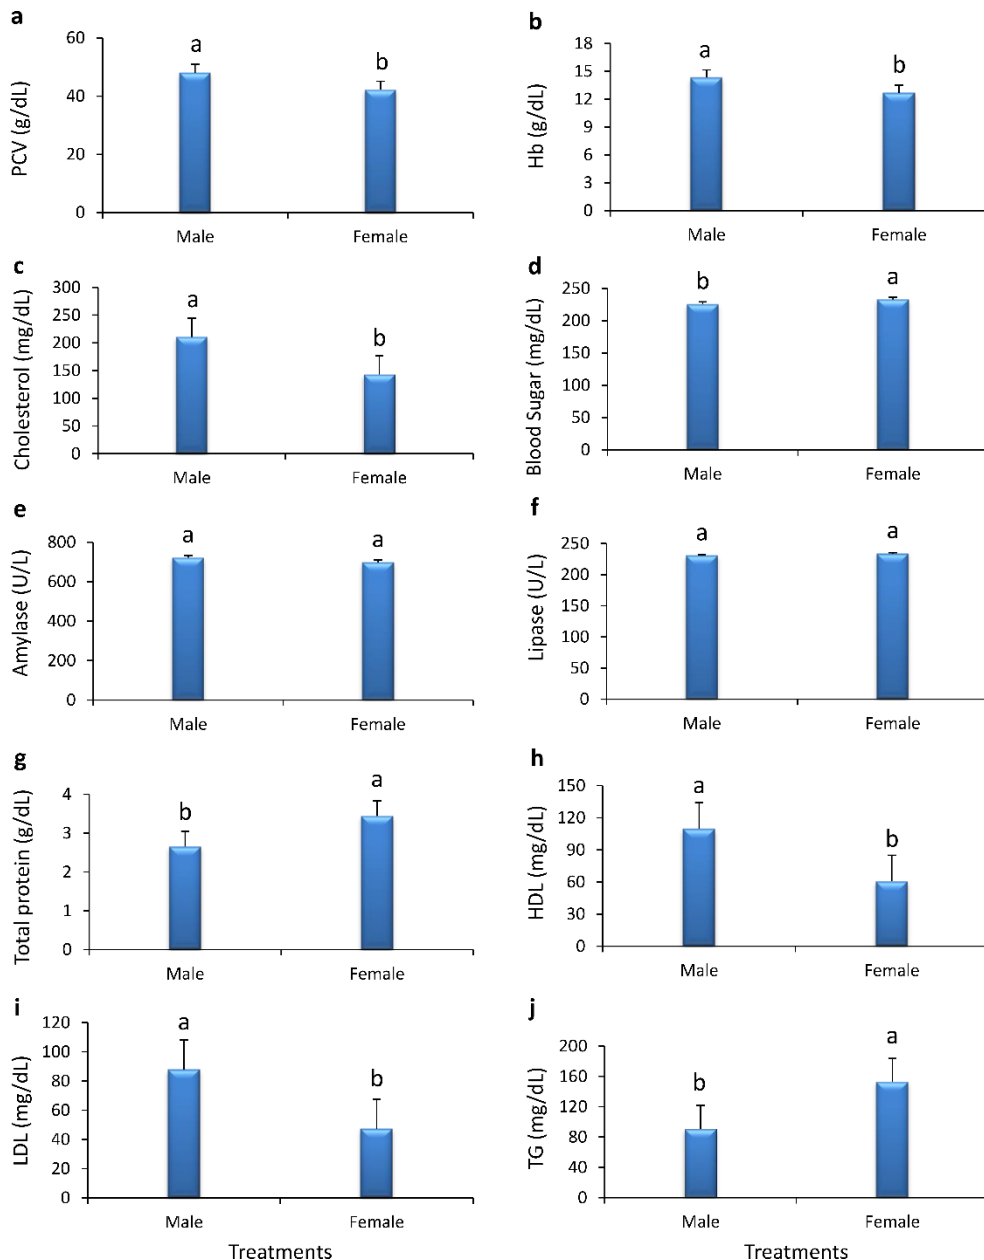 a
60
40
20
0
PCV (g/dL)
a
b
Male Female
b
18
15
12
9
6
3
0
Hb (g/dL)
a
b
Male Female
c
300
250
200
150
100
50
0
Cholesterol (mg/dL)
a
b
Male Female
d
250
200
150
100
50
0
Blood Sugar (mg/dL)
b
a
Male Female
e
800
600
400
200
0
Amylase (U/L)
a
a
Male Female
f
250
200
150
100
50
0
Lipase (U/L)
a
a
Male Female
g
4
3
2
1
0
Total protein (g/dL)
b
a
Male Female
h
150
120
90
60
30
0
HDL (mg/dL)
a
b
Male Female
i
120
100
80
60
40
20
0
LDL (mg/dL)
a
b
Male Female
Treatments
j
200
160
120
80
40
0
TG (mg/dL)
b
a
Male Female
Treatments